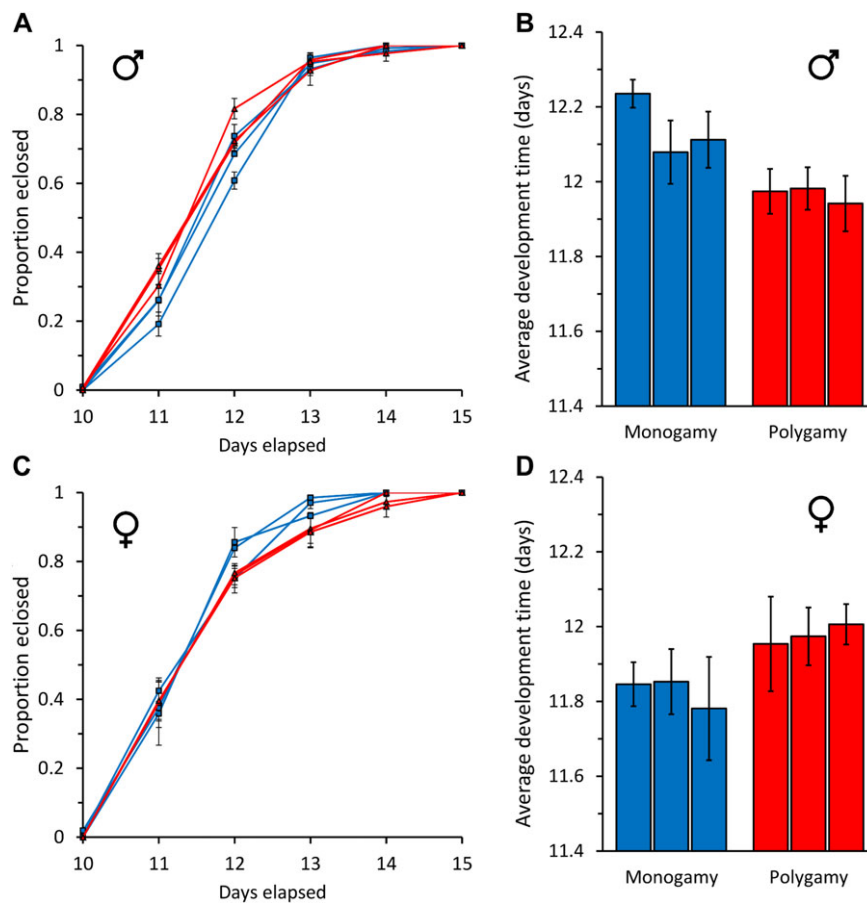 A
♂
Proportion eclosed
1
0.8
0.6
0.4
0.2
0
10 11 12 13 14 15
Days elapsed
B
♂
Average development time (days)
12.4
12.2
12
11.8
11.6
11.4
Monogamy Polygamy
C
♀
Proportion eclosed
1
0.8
0.6
0.4
0.2
0
10 11 12 13 14 15
Days elapsed
D
♀
Average development time (days)
12.4
12.2
12
11.8
11.6
11.4
Monogamy Polygamy